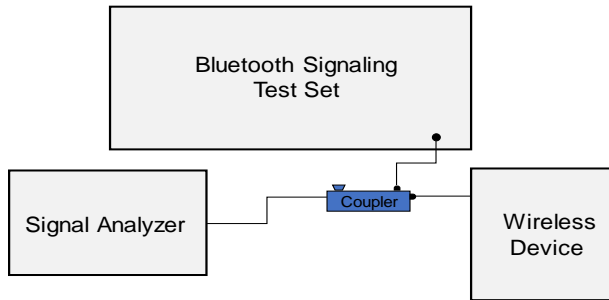 Bluetooth Signaling
Test Set
Signal Analyzer
Coupler
Wireless
Device